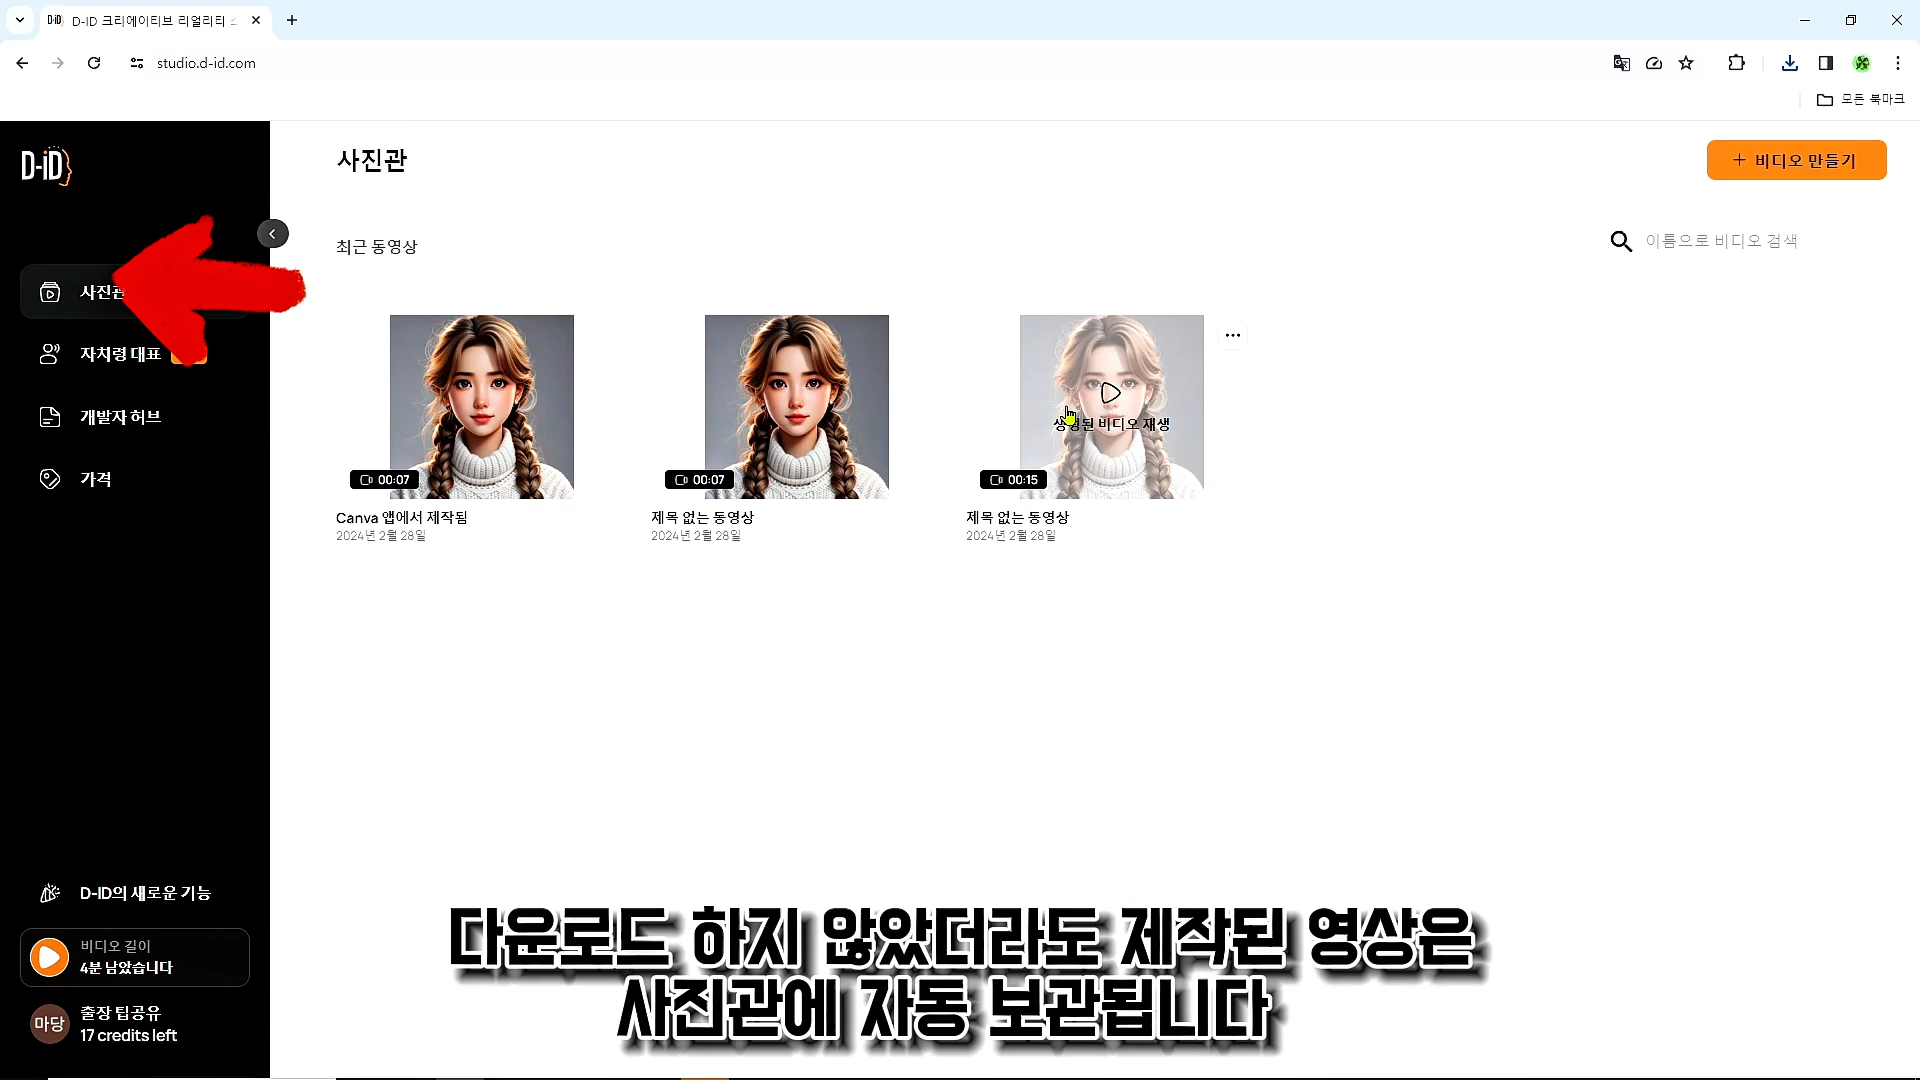 D-ID 크리에이티브 리얼리티
studio.d-id.com
모든 북마크
D-iD
사진관
+ 비디오 만들기
최근 동영상
이름으로 비디오 검색
사진관
자치령 대표
개발자 허브
가격
생성된 비디오 재생
00:07
00:07
00:15
Canva 앱에서 제작됨
2024년 2월 28일
제목 없는 동영상
2024년 2월 28일
제목 없는 동영상
2024년 2월 28일
D-ID의 새로운 기능
비디오 길이
4분 남았습니다
마당
출장 팁공유
17 credits left
다운로드 하지 않았더라도 제작된 영상은
사진관에 자동 보관됩니다